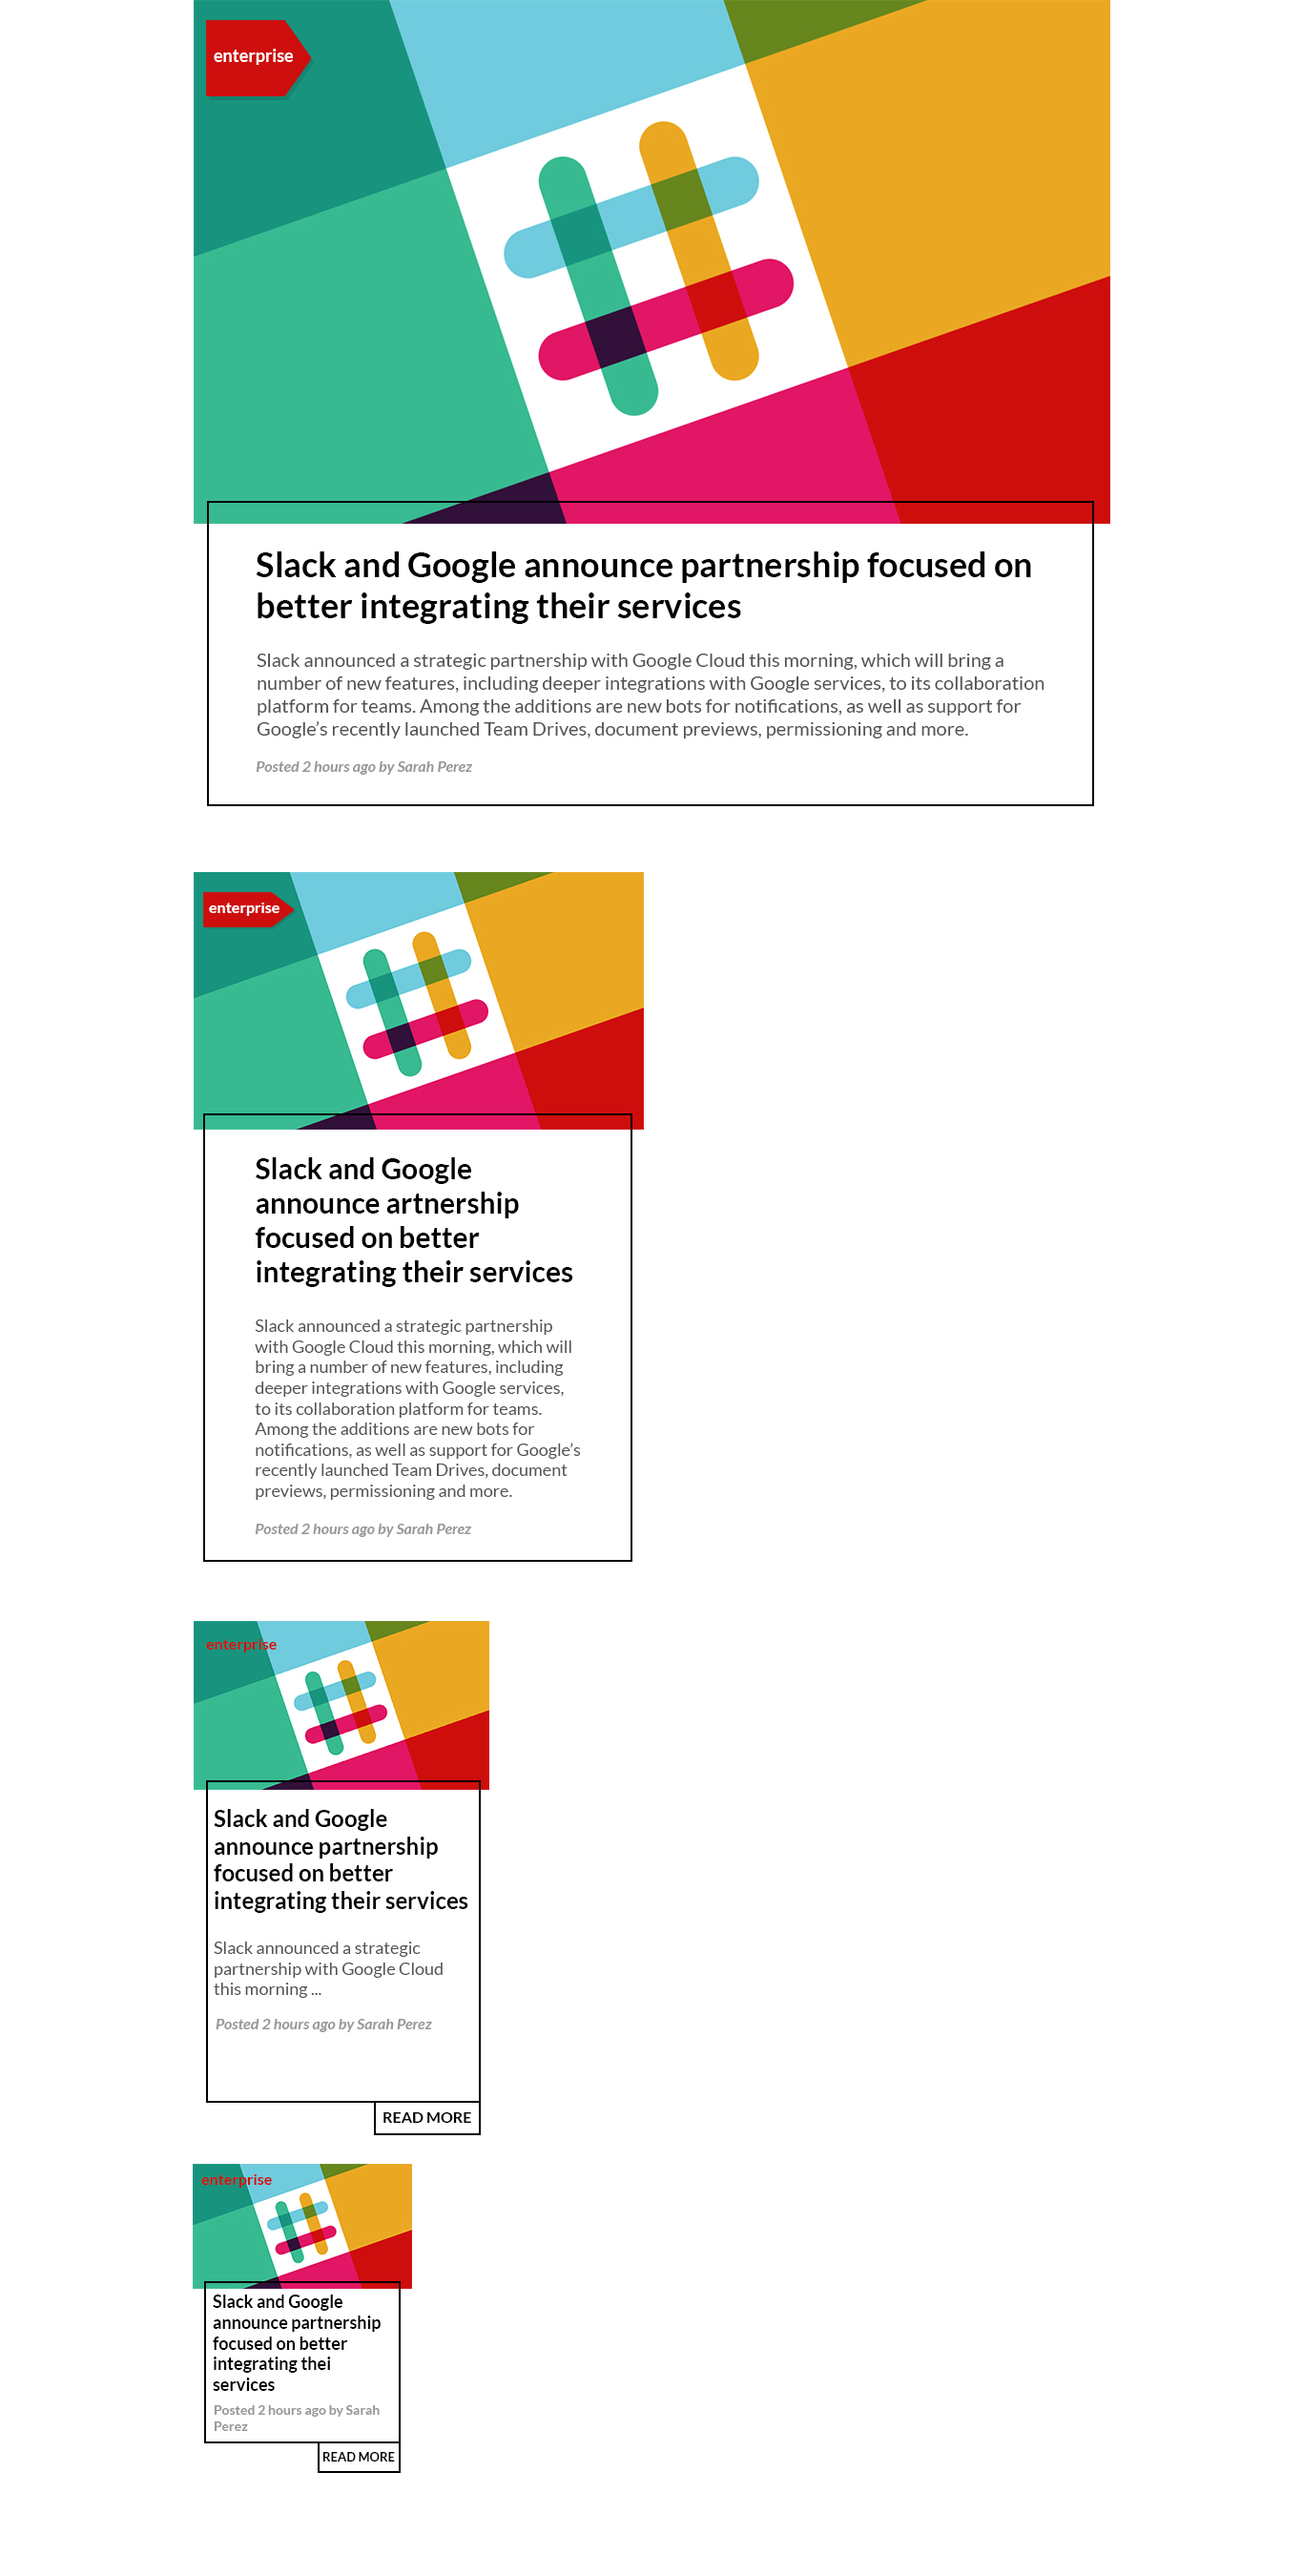 enterprise
Slack and Google announce partnership focused on
better integrating their services
Slack announced a strategic partnership with Google Cloud this morning, which will bring a
number of new features, including deeper integrations with Google services, to its collaboration
platform for teams. Among the additions are new bots for notifications, as well as support for
Google’s recently launched Team Drives, document previews, permissioning and more.
Posted 2 hours ago by Sarah Perez
enterprise
Slack and Google
announce artnership
focused on better
integrating their services
Slack announced a strategic partnership
with Google Cloud this morning, which will
bring a number of new features, including
deeper integrations with Google services,
to its collaboration platform for teams.
Among the additions are new bots for
notifications, as well as support for Google’s
recently launched Team Drives, document
previews, permissioning and more.
Posted 2 hours ago by Sarah Perez
enterprise
Slack and Google
announce partnership
focused on better
integrating their services
Slack announced a strategic
partnership with Google Cloud
this morning ...
Posted 2 hours ago by Sarah Perez
READ MORE
enterprise
Slack and Google
announce partnership
focused on better
integrating thei
services
Posted 2 hours ago by Sarah
Perez
READ MORE